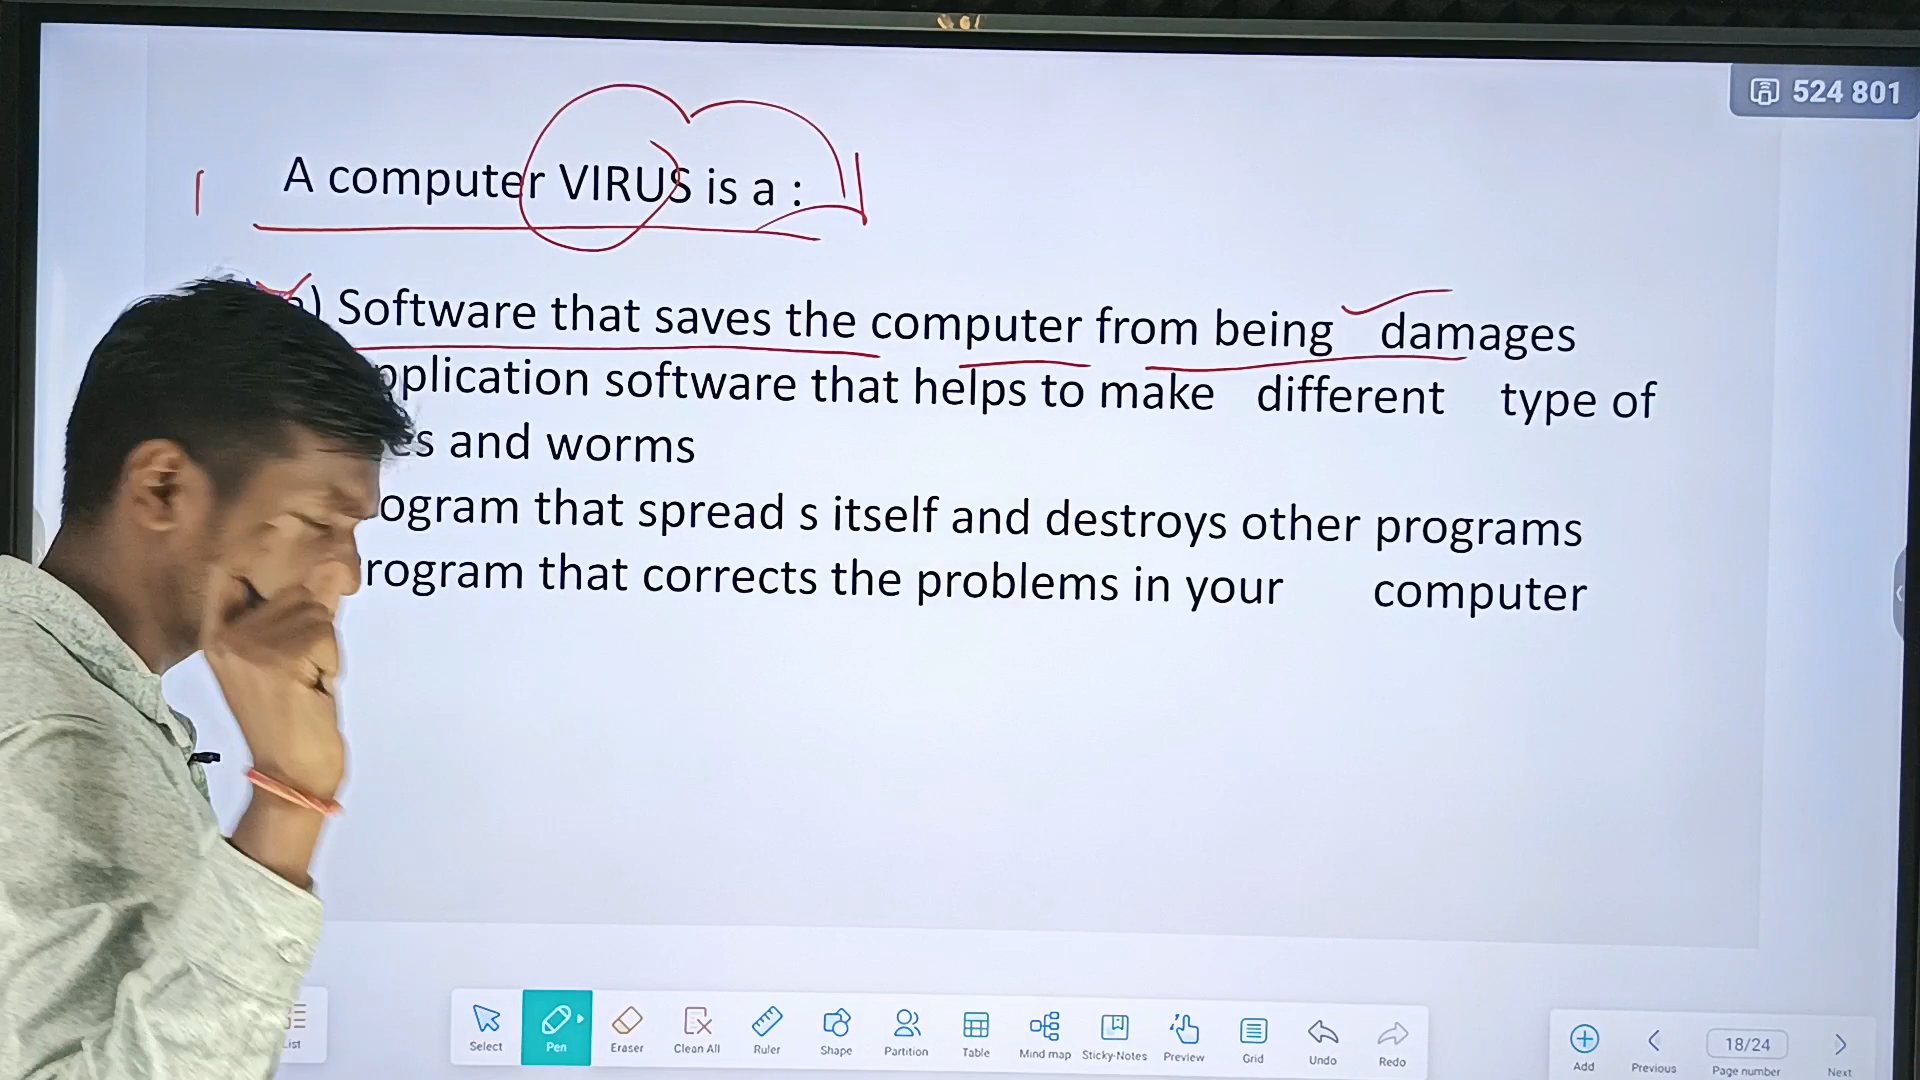 524 801
A computer VIRUS is a :
) Software that saves the computer from being damages
pplication software that helps to make different type of
es and worms
ogram that spread s itself and destroys other programs
rogram that corrects the problems in your computer
List
Select
Pen
Eraser
Clean All
Ruler
Shape
Partition
Table
Mind map
Sticky-Notes
Preview
Grid
Undo
Redo
Add
Previous
18/24
Page number
Next